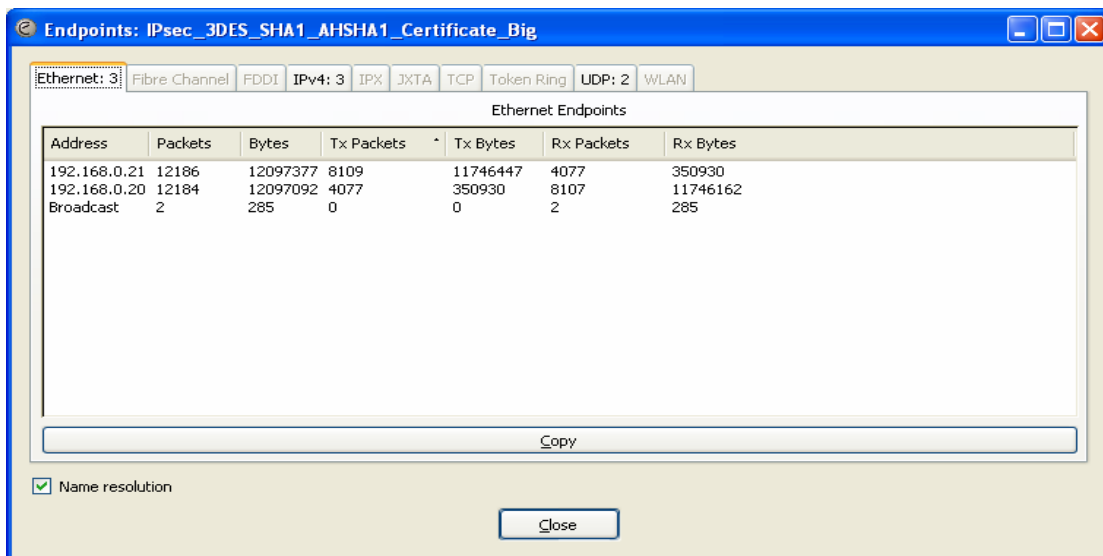 Endpoints: IPsec_3DES_SHA1_AHSHA1_Certificate_Big
Ethernet: 3 Fibre Channel FDDI IPv4: 3 IPX JXTA TCP Token Ring UDP: 2 WLAN
Ethernet Endpoints
Address Packets Bytes Tx Packets Tx Bytes Rx Packets Rx Bytes
192.168.0.21 12186 12097377 8109 11746447 4077 350930
192.168.0.20 12184 12097092 4077 350930 8107 11746162
Broadcast 2 285 0 0 2 285
Copy
Name resolution
Close